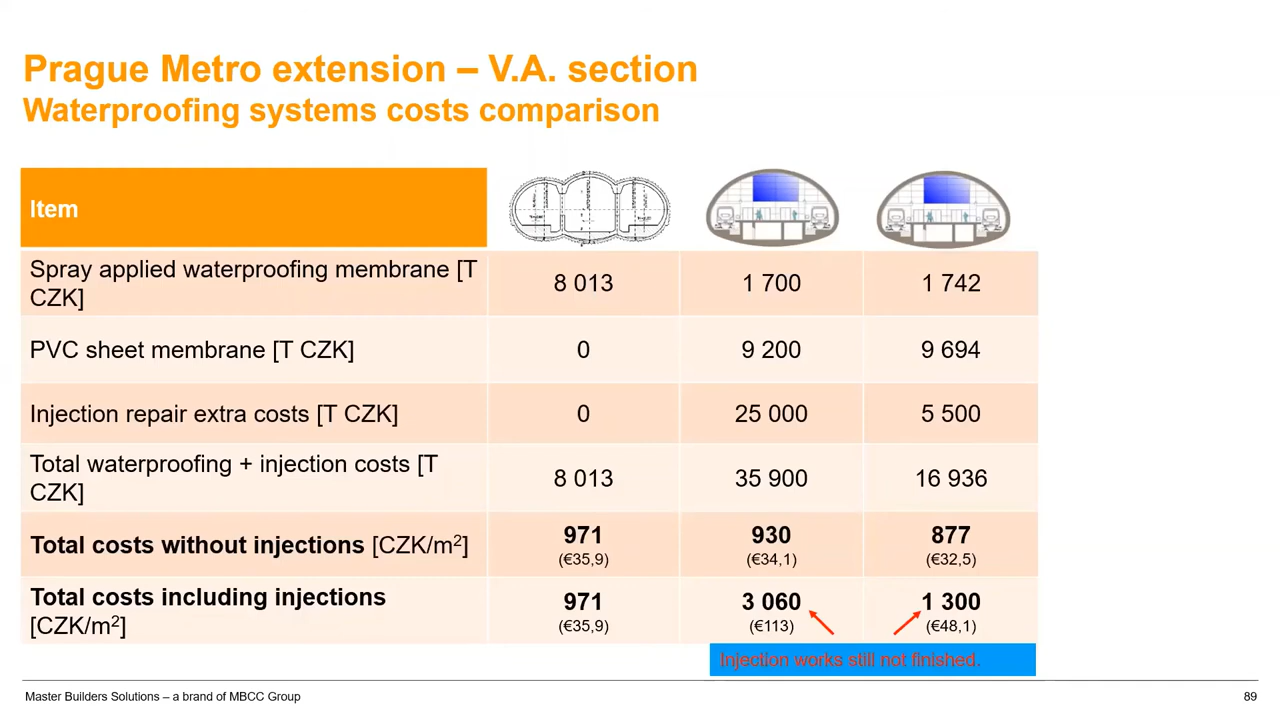 Prague Metro extension – V.A. section
Waterproofing systems costs comparison
Item
Spray applied waterproofing membrane [T
CZK]
8 013
1 700
1 742
PVC sheet membrane [T CZK]
0
9 200
9 694
Injection repair extra costs [T CZK]
0
25 000
5 500
Total waterproofing + injection costs [T
CZK]
8 013
35 900
16 936
Total costs without injections [CZK/m²]
971
(€35,9)
930
(€34,1)
877
(€32,5)
Total costs including injections
[CZK/m²]
971
(€35,9)
3 060
(€113)
1 300
(€48,1)
Injection works still not finished.
Master Builders Solutions – a brand of MBCC Group
89